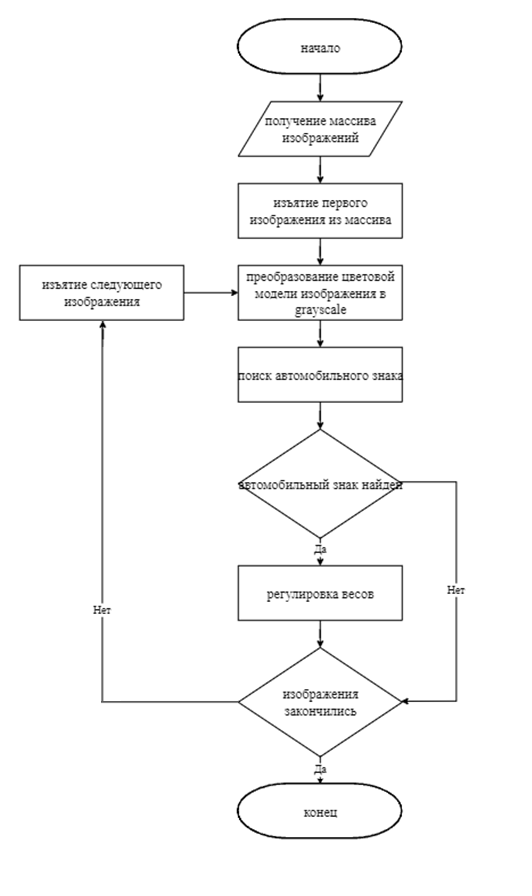 начало
получение массива
изображений
изъятие первого
изображения из массива
изъятие следующего
изображения
преобразование цветовой
модели изображения в
grayscale
поиск автомобильного знака
автомобильный знак найден
Да
регулировка весов
Нет
Нет
изображения
закончились
Да
конец